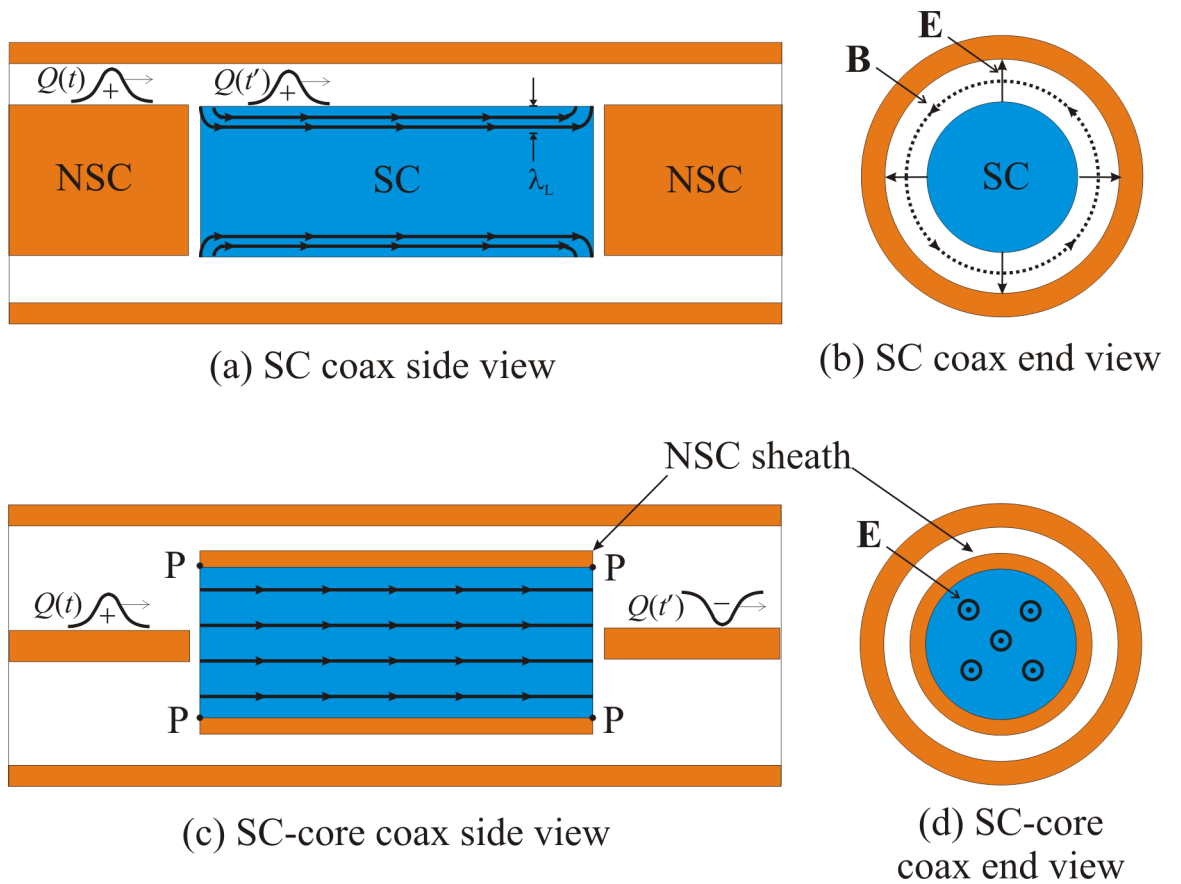 E
B
Q(t)
+
Q(t′)
+
NSC
SC
λL
NSC
SC
(a) SC coax side view
(b) SC coax end view
NSC sheath
P
P
E
Q(t)
+
Q(t′)
−
P
P
(c) SC-core coax side view
(d) SC-core
coax end view